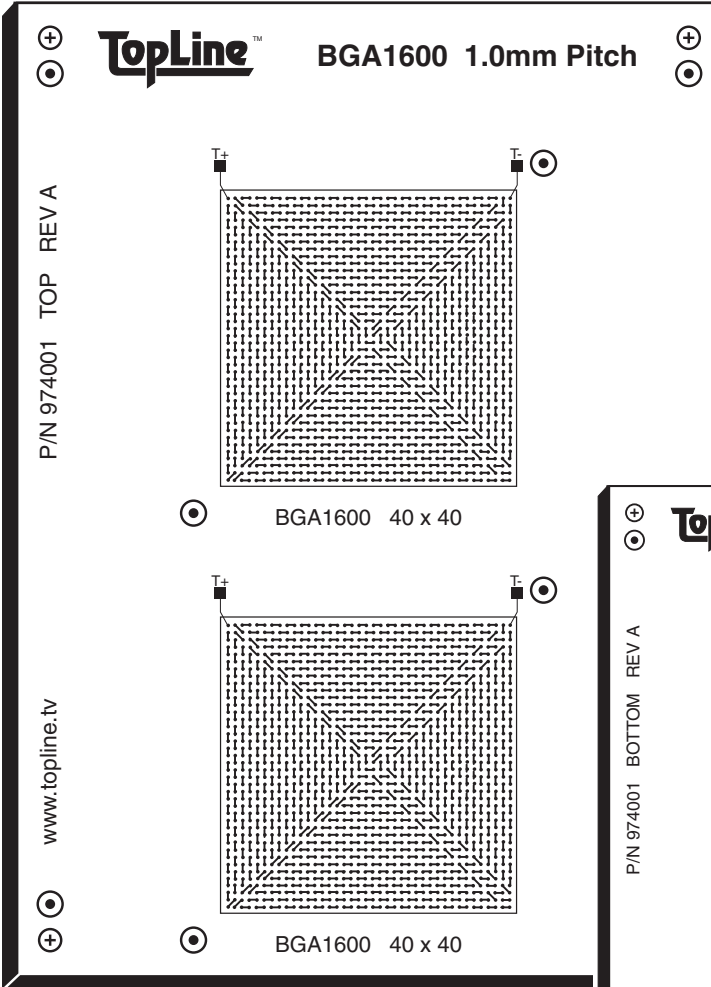 TopLine™
BGA1600 1.0mm Pitch
P/N 974001 TOP REV A
T+
T-
BGA1600 40 x 40
T+
T-
BGA1600 40 x 40
www.topline.tv
P/N 974001 BOTTOM REV A